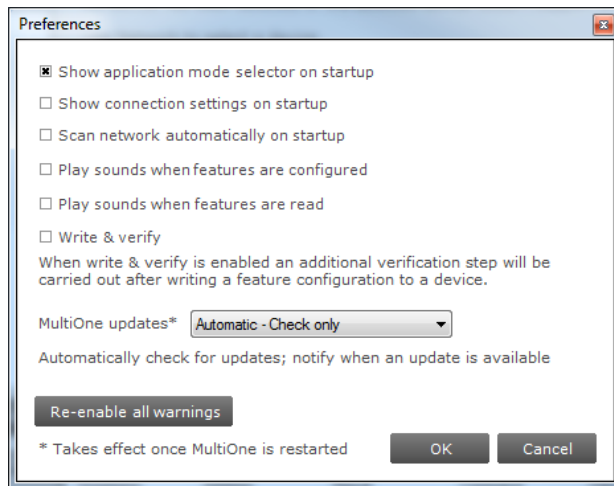 Preferences
Show application mode selector on startup
Show connection settings on startup
Scan network automatically on startup
Play sounds when features are configured
Play sounds when features are read
Write & verify
When write & verify is enabled an additional verification step will be
carried out after writing a feature configuration to a device.
MultiOne updates* Automatic - Check only
Automatically check for updates; notify when an update is available
Re-enable all warnings
* Takes effect once MultiOne is restarted OK Cancel